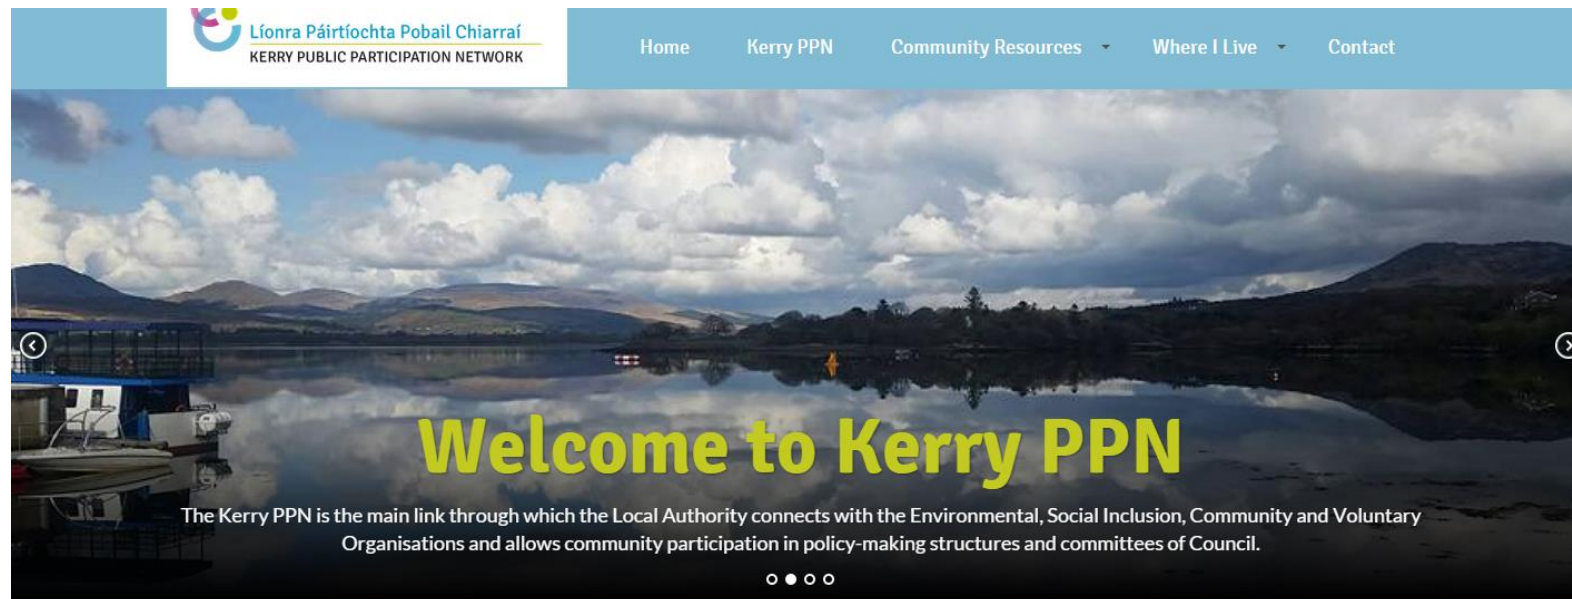 Líonra Páirtíochta Pobail Chiarraí
KERRY PUBLIC PARTICIPATION NETWORK
Home Kerry PPN Community Resources Where I Live Contact
Welcome to Kerry PPN
The Kerry PPN is the main link through which the Local Authority connects with the Environmental, Social Inclusion, Community and Voluntary
Organisations and allows community participation in policy-making structures and committees of Council.